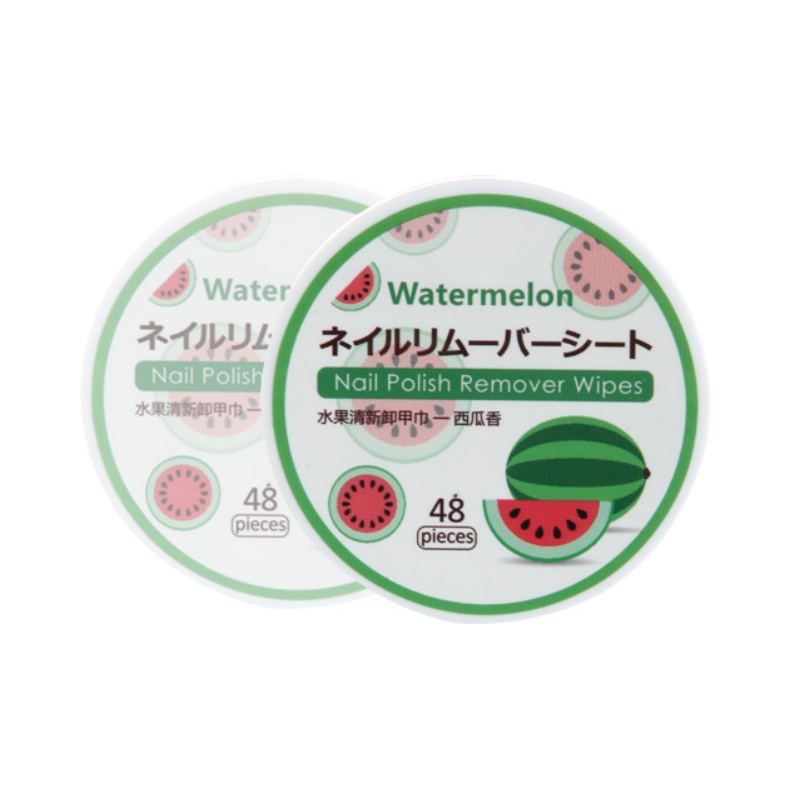 Water
ネイルリム
Nail Polish
水果清新卸甲巾 一
48
pieces
Watermelon
ネイルリムーバーシート
Nail Polish Remover Wipes
水果清新卸甲巾 一 西瓜香
48
pieces